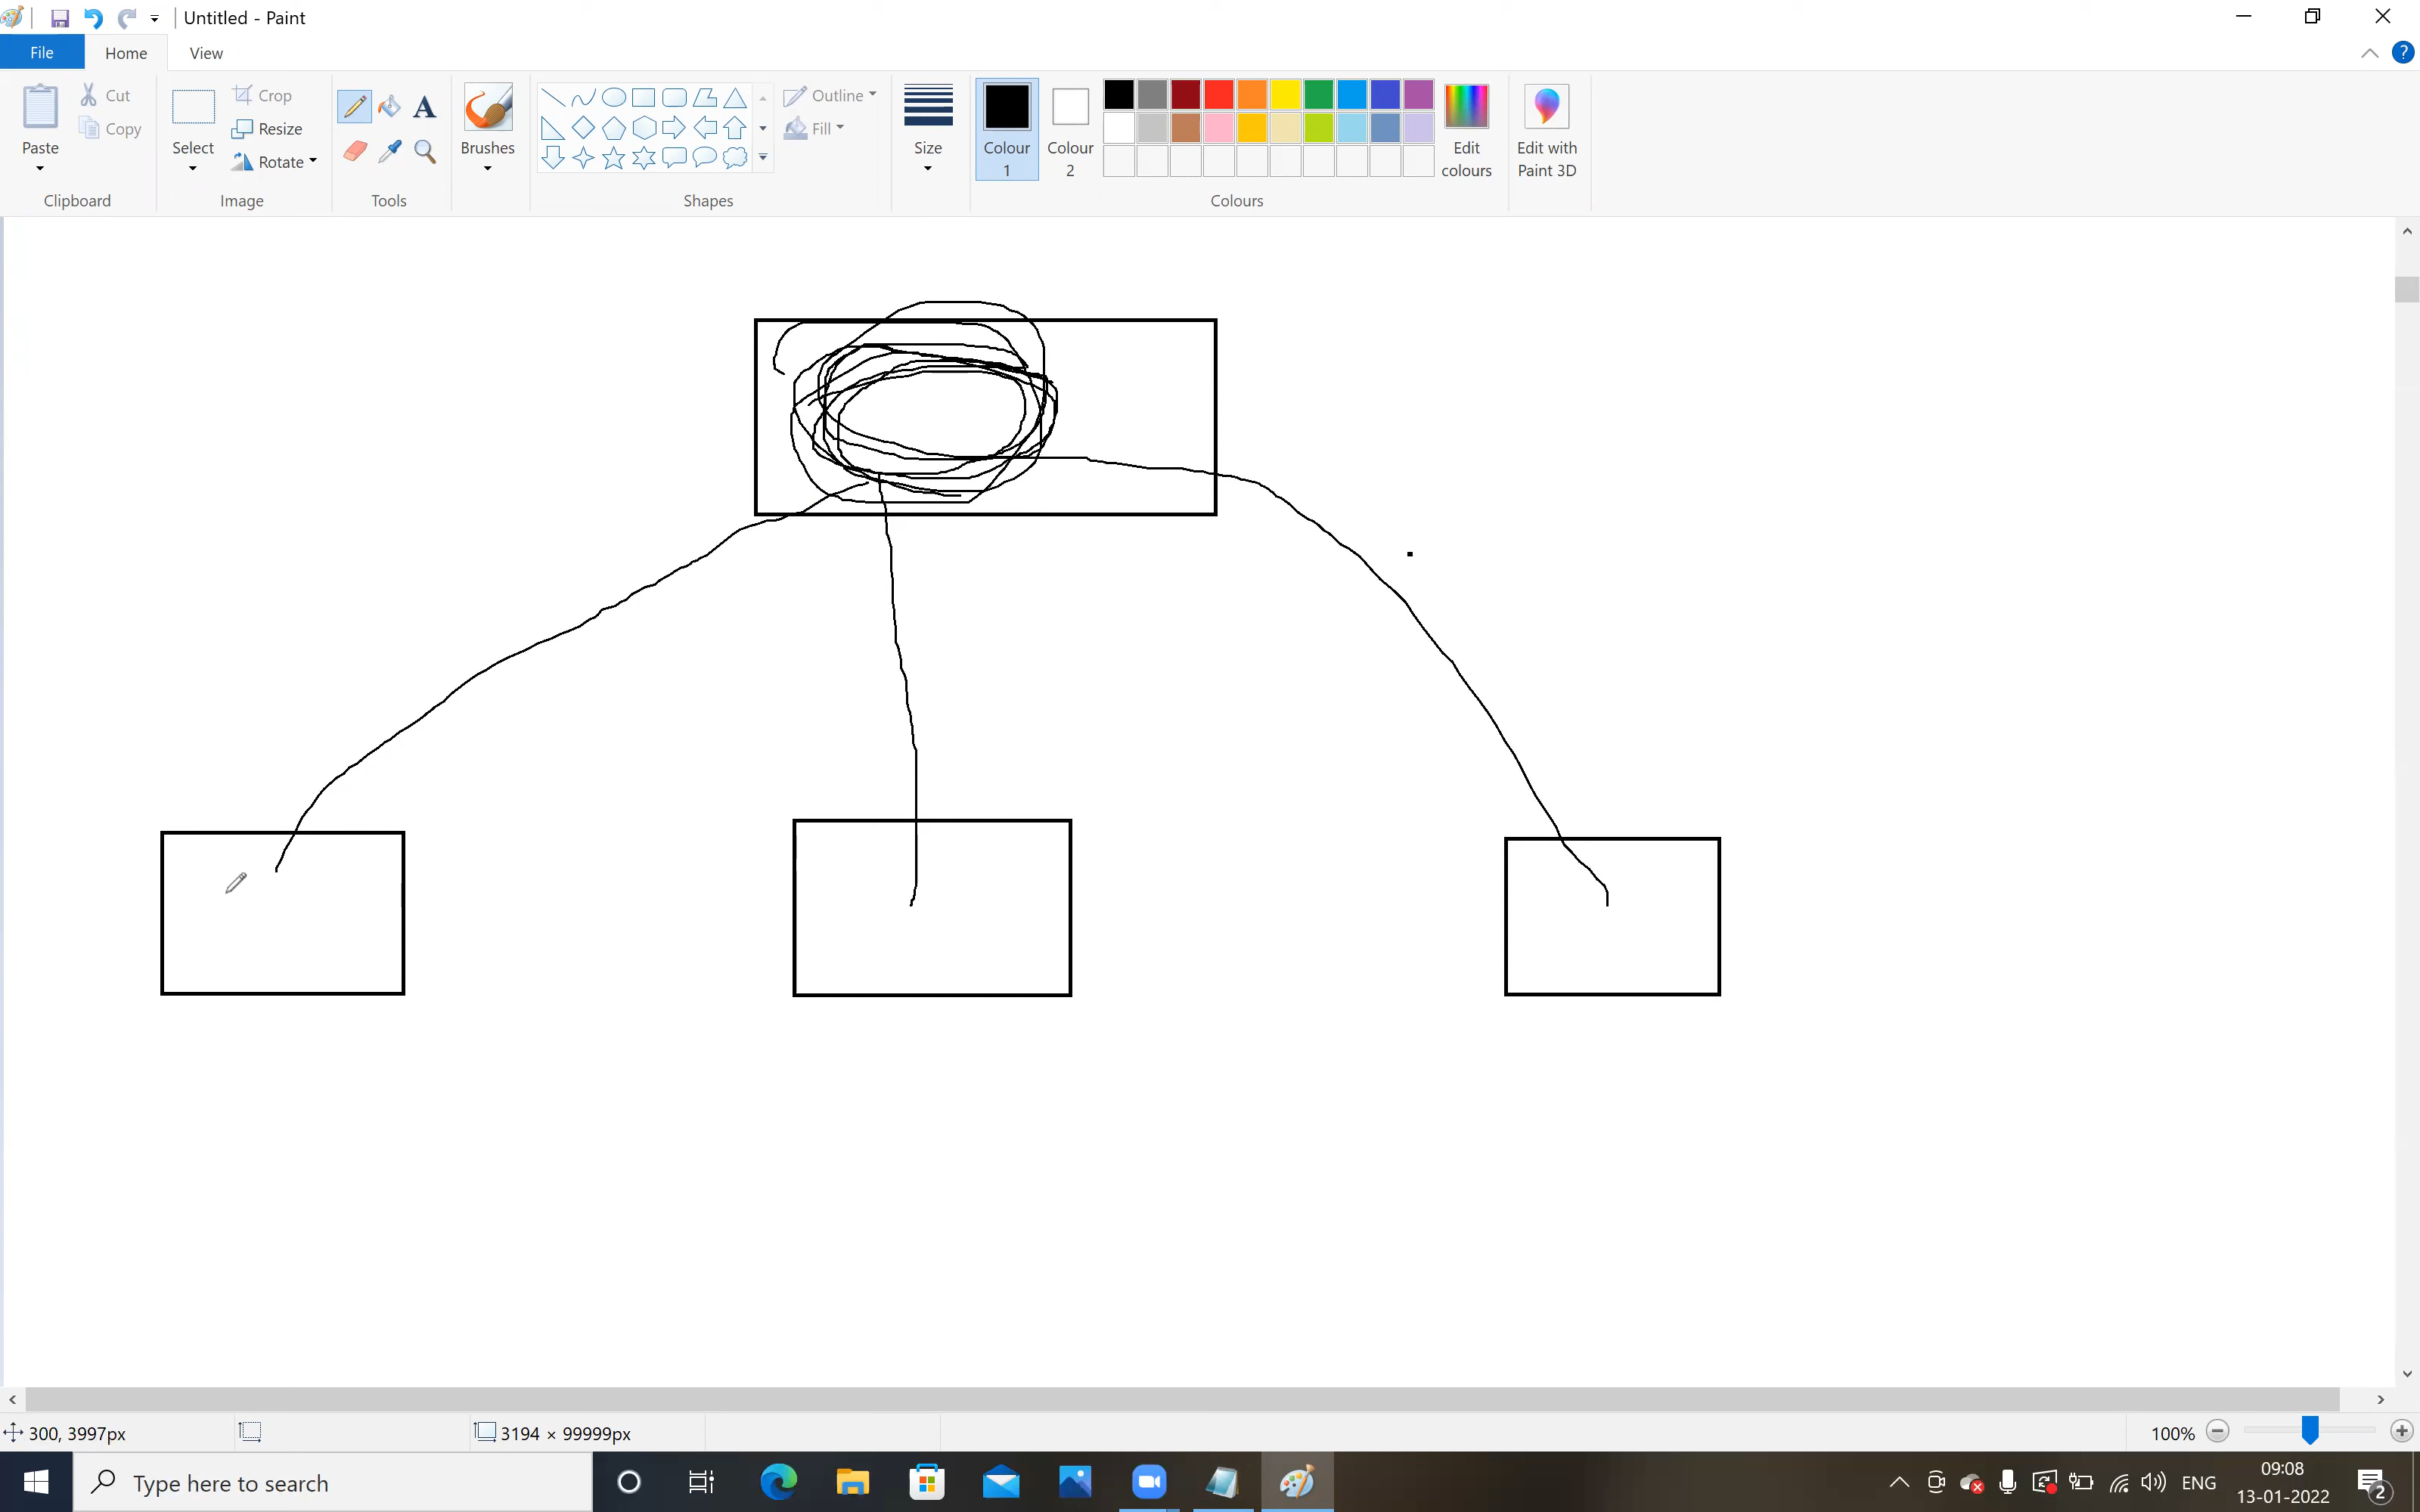 Untitled - Paint
File Home View
Paste
Cut
Copy
Clipboard
Select
Crop
Resize
Rotate
Image
A
Tools
Brushes
Shapes
Outline
Fill
Size
Colour 1
Colour 2
Colours
Edit colours
Edit with Paint 3D
?
300, 3997px
3194 × 99999px
100%
Type here to search
ENG
09:08
13-01-2022
2